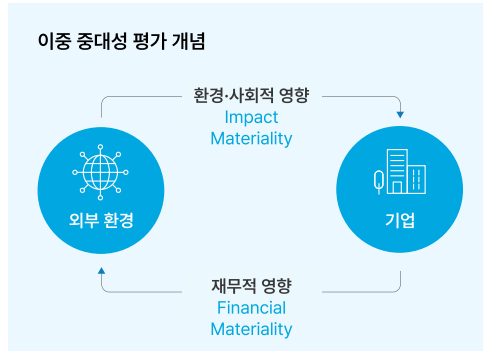 이중 중대성 평가 개념
환경·사회적 영향
Impact
Materiality
외부 환경
기업
재무적 영향
Financial
Materiality